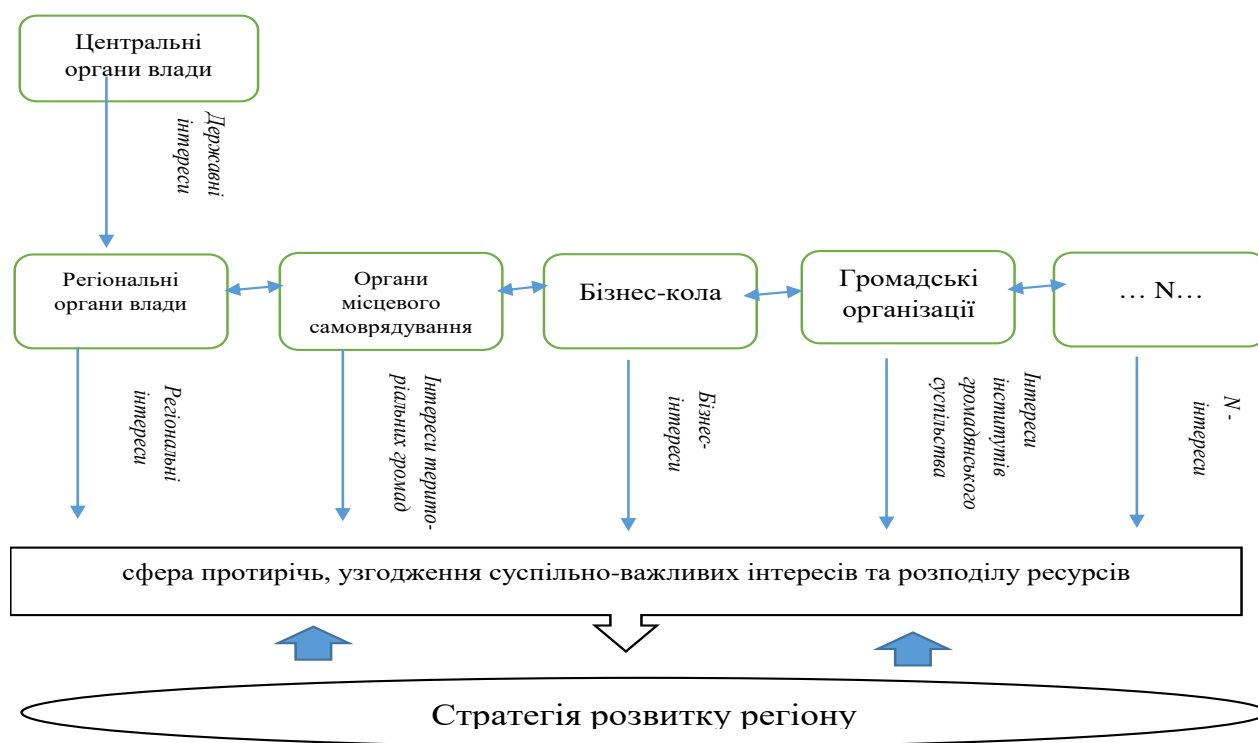 Центральні
органи влади
Державні
інтереси
Регіональні
органи влади
Органи
місцевого
самоврядування
Бізнес-кола
Громадські
організації
… N…
Регіональні
інтереси
Інтереси терито-
ріальних громад
Бізнес-
інтереси
Інтереси
інститутів
громадянського
суспільства
N -
інтереси
сфера протирічь, узгодження суспільно-важливих інтересів та розподілу ресурсів
Стратегія розвитку регіону